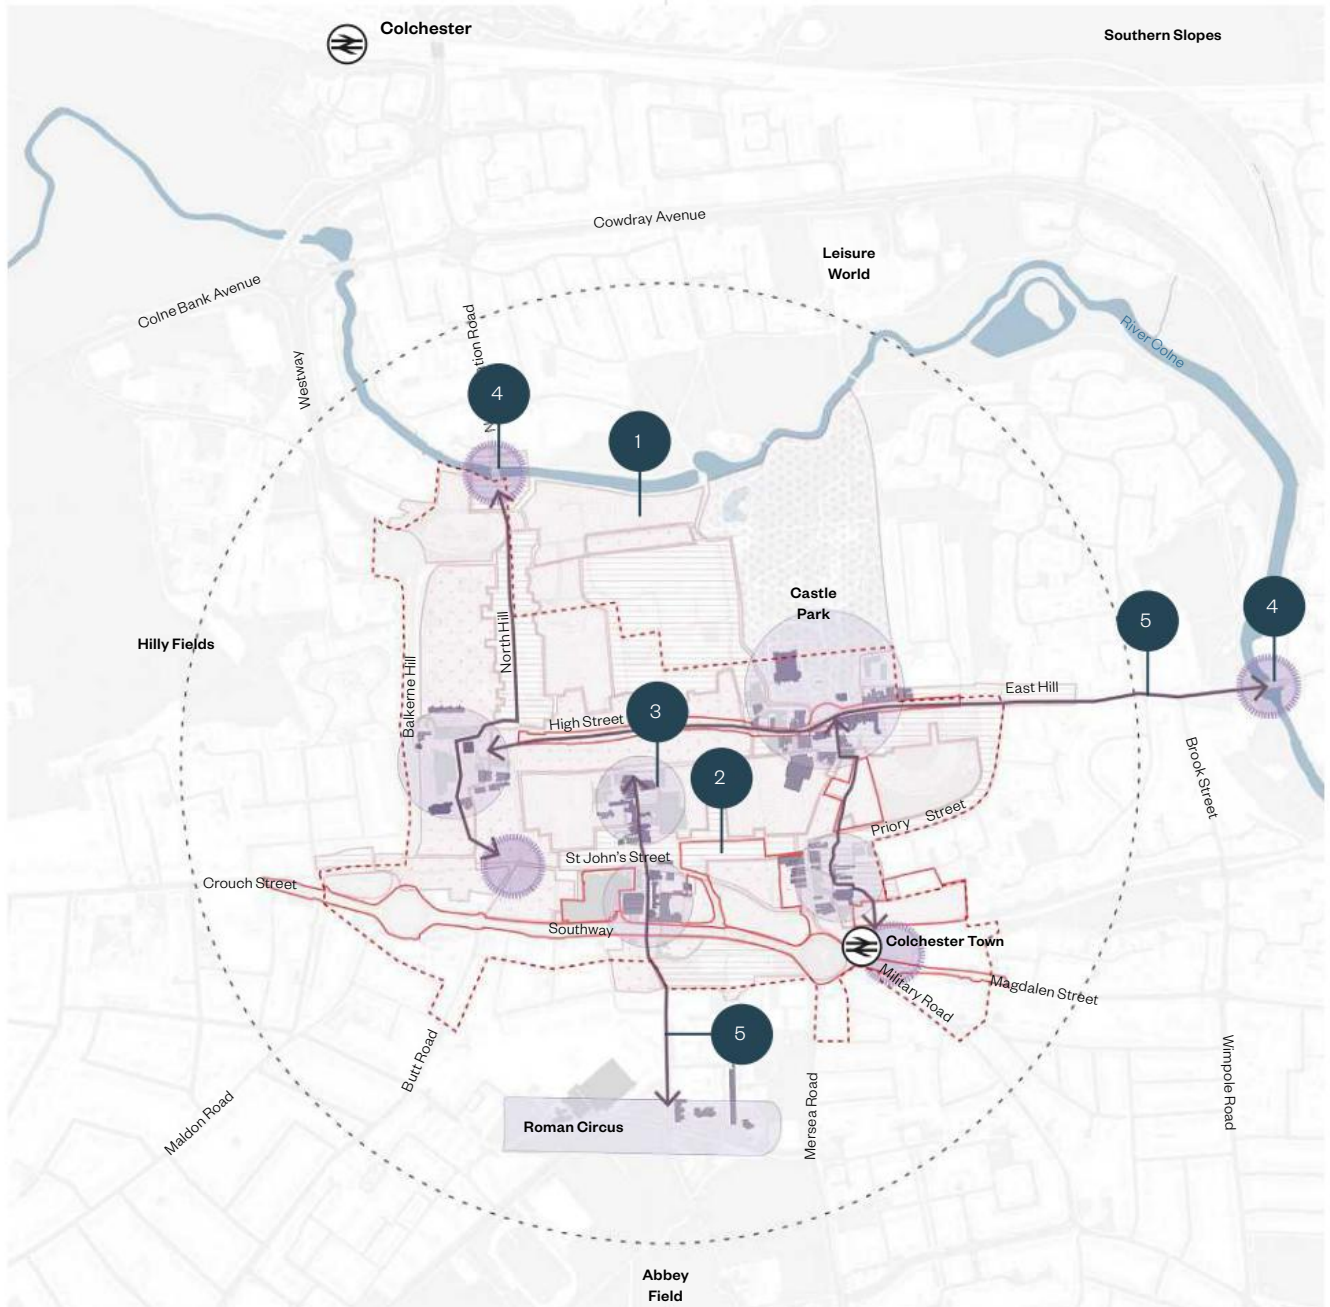 Colchester
Southern Slopes
Cowdray Avenue
Leisure
World
Colne Bank Avenue
River Colne
Westway
4
1
Castle
Park
5
4
Hilly Fields
North Hill
Balkerne Hill
East Hill
High Street
3
2
Brook Street
Priory Street
St John's Street
Crouch Street
Southway
Colchester Town
Military Road
Magdalen Street
5
Butt Road
Mersea Road
Wimpole Road
Maldon Road
Roman Circus
Abbey
Field